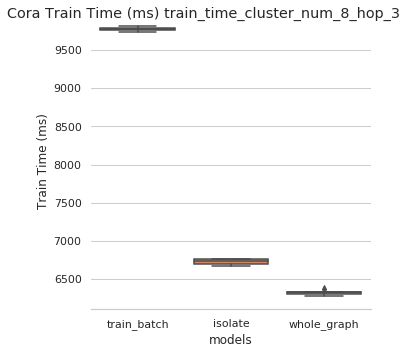 Cora Train Time (ms) train_time_cluster_num_8_hop_3
Train Time (ms)
9500
9000
8500
8000
7500
7000
6500
train_batch isolate whole_graph
models